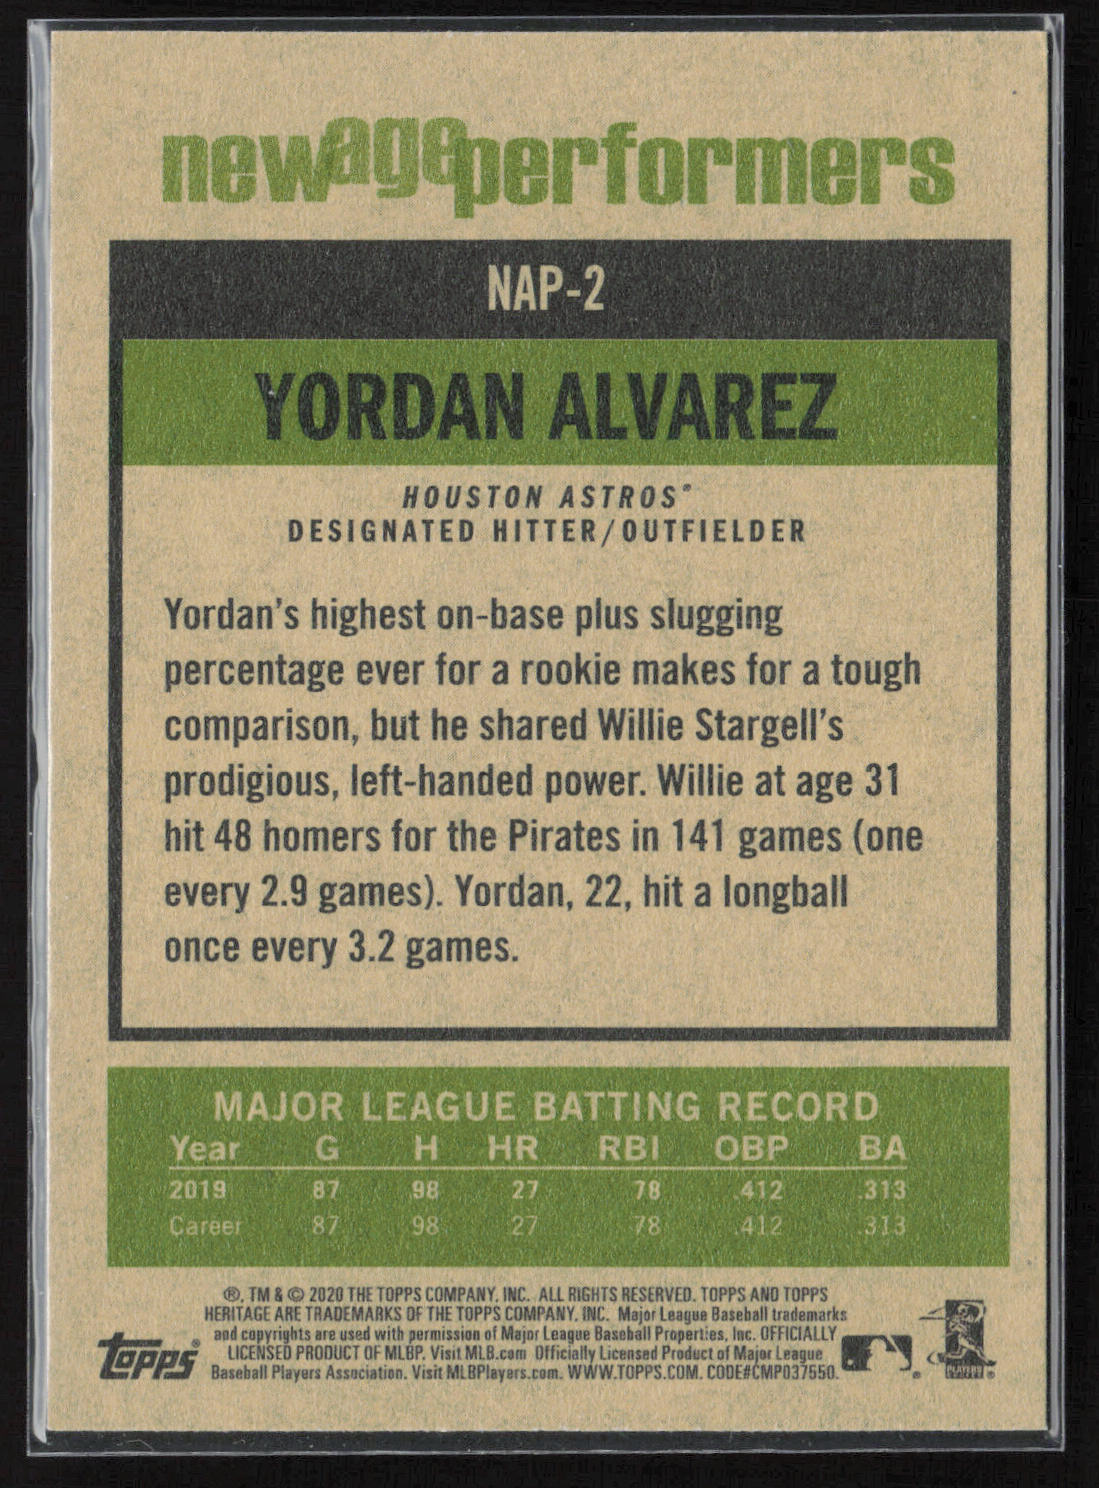 newageperformers
NAP-2
YORDAN ALVAREZ
HOUSTON ASTROS®
DESIGNATED HITTER/OUTFIELDER
Yordan's highest on-base plus slugging
percentage ever for a rookie makes for a tough
comparison, but he shared Willie Stargell's
prodigious, left-handed power. Willie at age 31
hit 48 homers for the Pirates in 141 games (one
every 2.9 games). Yordan, 22, hit a longball
once every 3.2 games.
MAJOR LEAGUE BATTING RECORD
Year G H HR RBI OBP BA
2019 87 98 27 78 .412 .313
Career 87 98 27 78 .412 .313
®, TM & © 2020 THE TOPPS COMPANY, INC. ALL RIGHTS RESERVED. TOPPS AND TOPPS
HERITAGE ARE TRADEMARKS OF THE TOPPS COMPANY, INC. Major League Baseball trademarks
and copyrights are used with permission of Major League Baseball Properties, Inc. OFFICIALLY
LICENSED PRODUCT OF MLBP. Visit MLB.com Officially Licensed Product of Major League
Baseball Players Association. Visit MLBPlayers.com. WWW.TOPPS.COM. CODE#CMP037550.
Topps®
PLAYERS